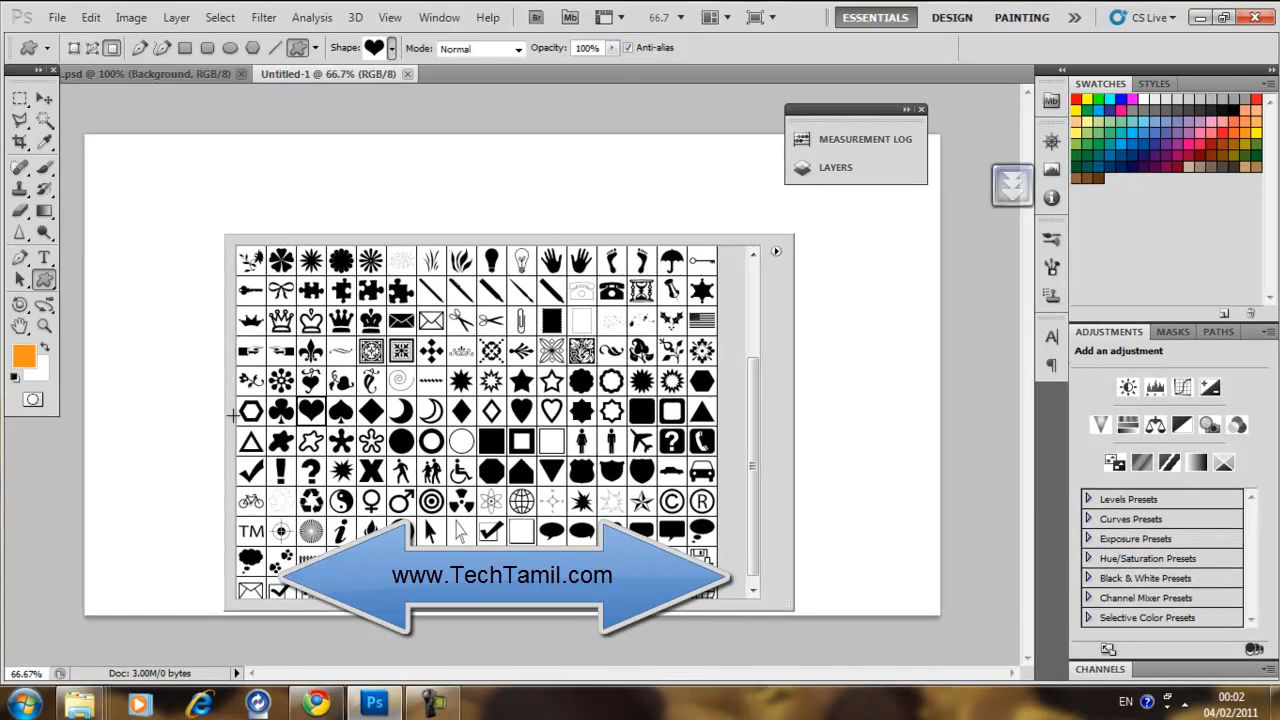 Ps File Edit Image Layer Select Filter Analysis 3D View Window Help Br Mb 66.7 ESSENTIALS DESIGN PAINTING CS Live
Shape: Mode: Normal Opacity: 100% Anti-alias
.psd @ 100% (Background, RGB/8) Untitled-1 @ 66.7% (RGB/8)
SWATCHES STYLES
Mb
MEASUREMENT LOG
LAYERS
ADJUSTMENTS MASKS PATHS
Add an adjustment
Levels Presets
Curves Presets
Exposure Presets
Hue/Saturation Presets
Black & White Presets
Channel Mixer Presets
Selective Color Presets
CHANNELS
TM
www.TechTamil.com
66.67% Doc: 3.00M/0 bytes
Ps EN 00:02
04/02/2011